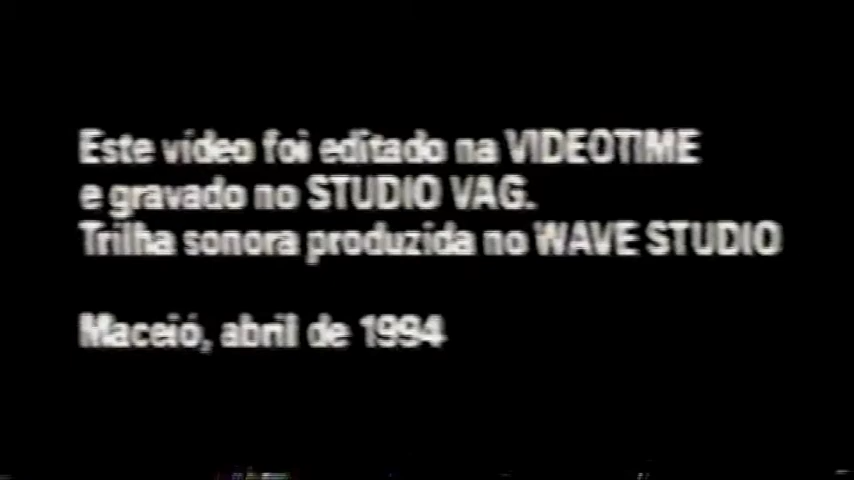 Este vídeo foi editado na VIDEOTIME
e gravado no STUDIO VAG.
Trilha sonora produzida no WAVE STUDIO
Maceió, abril de 1994